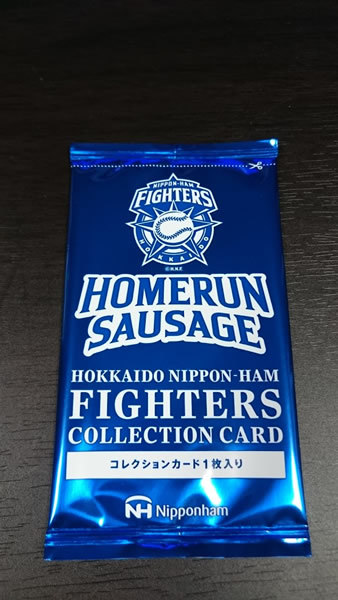 NIPPON-HAM
FIGHTERS
HOKKAIDO
©H.N.F.
HOMERUN
SAUSAGE
HOKKAIDO NIPPON-HAM
FIGHTERS
COLLECTION CARD
コレクションカード1枚入り
NH Nipponham